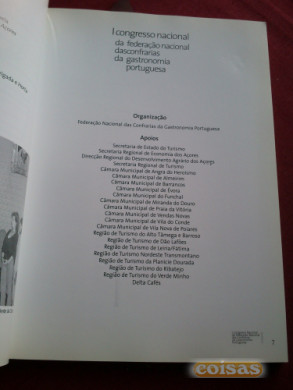 Açores
I congresso nacional
da federação nacional
dasconfrarias
da gastronomia
portuguesa
Organização
Federação Nacional das Confrarias da Gastronomia Portuguesa
Apoios
Secretaria de Estado do Turismo
Secretaria Regional de Economia dos Açores
Direcção Regional do Desenvolvimento Agrário dos Açores
Secretaria Regional de Turismo
Câmara Municipal de Angra do Heroísmo
Câmara Municipal de Almeirim
Câmara Municipal de Barrancos
Câmara Municipal de Évora
Câmara Municipal do Funchal
Câmara Municipal de Miranda do Douro
Câmara Municipal de Praia da Vitória
Câmara Municipal de Vendas Novas
Câmara Municipal de Vila do Conde
Câmara Municipal de Vila Nova de Poiares
Região de Turismo do Alto Tâmega e Barroso
Região de Turismo de Dão Lafões
Região de Turismo de Leiria/Fátima
Região de Turismo Nordeste Transmontano
Região de Turismo da Planície Dourada
Região de Turismo do Ribatejo
Região de Turismo do Verde Minho
Delta Cafés
7
coisas